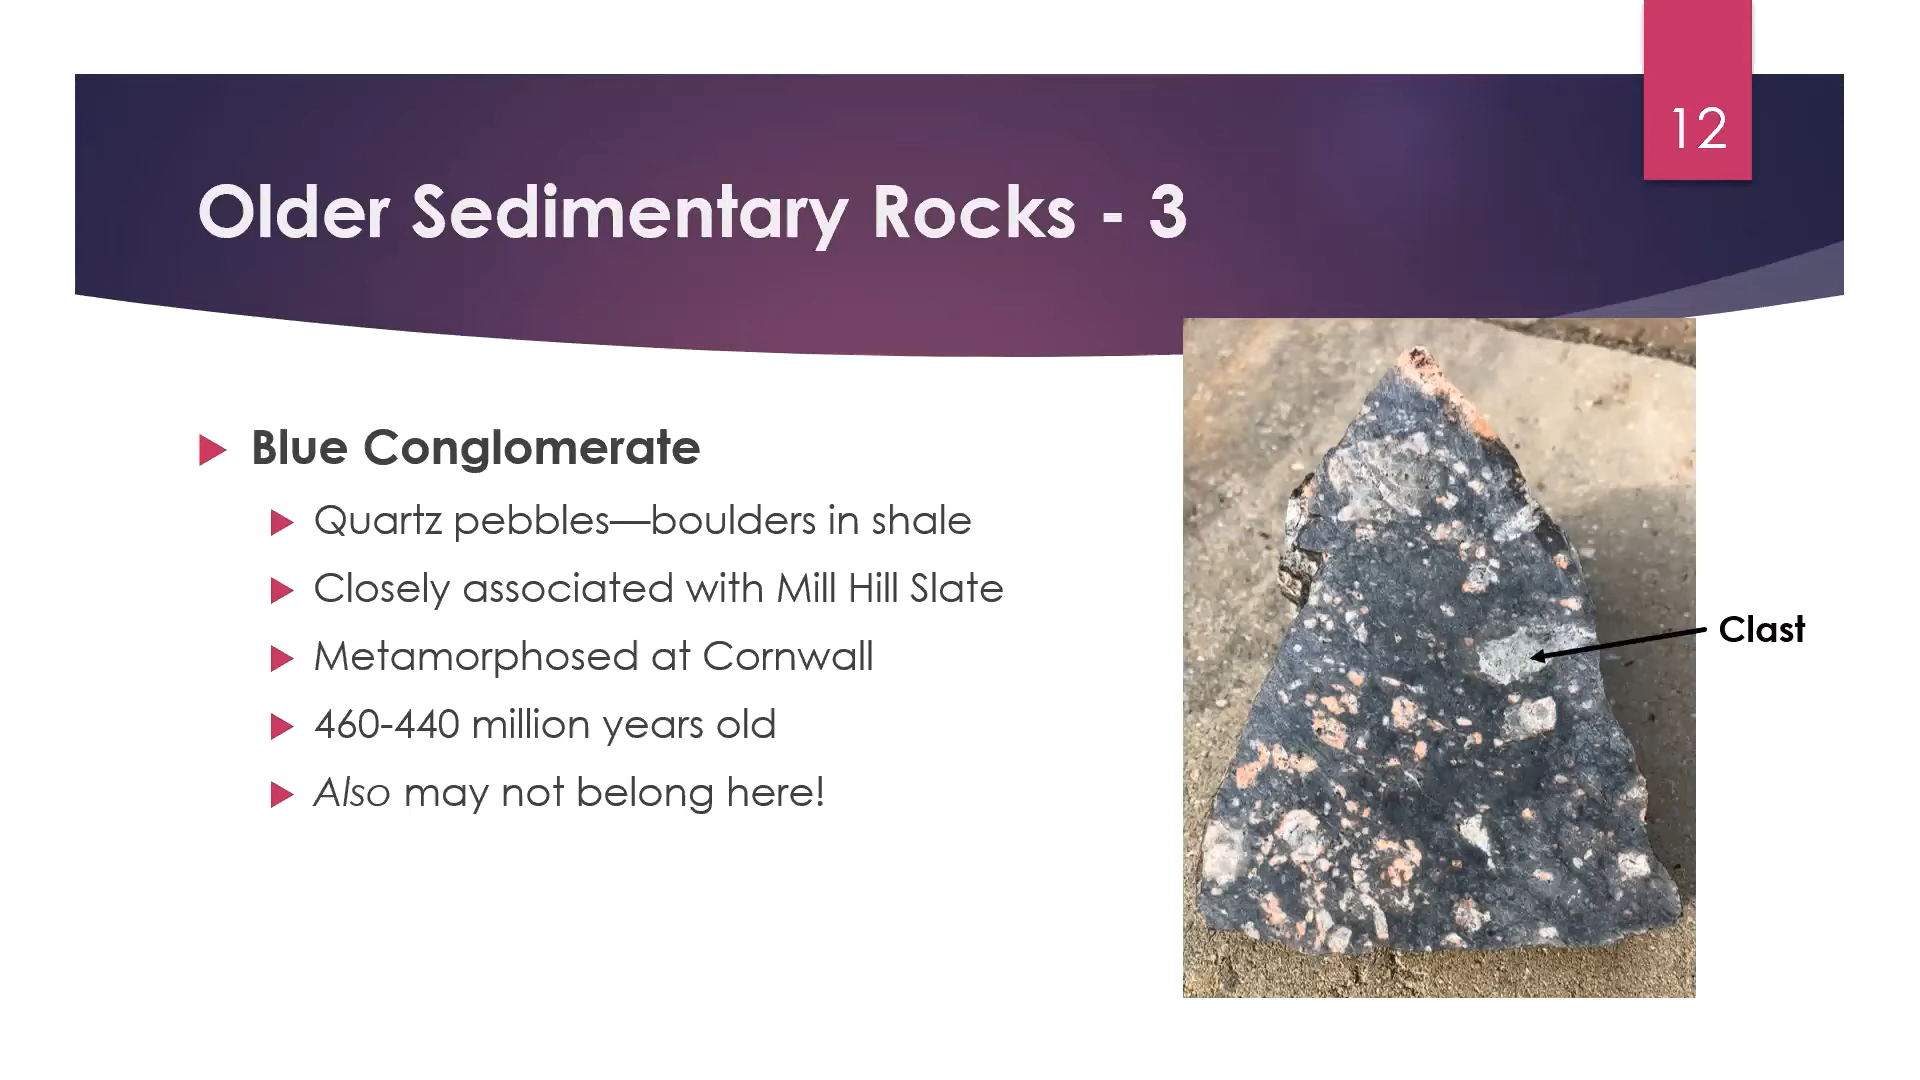 12
Older Sedimentary Rocks - 3
Blue Conglomerate
Quartz pebbles—boulders in shale
Closely associated with Mill Hill Slate
Metamorphosed at Cornwall
460-440 million years old
Also may not belong here!
Clast